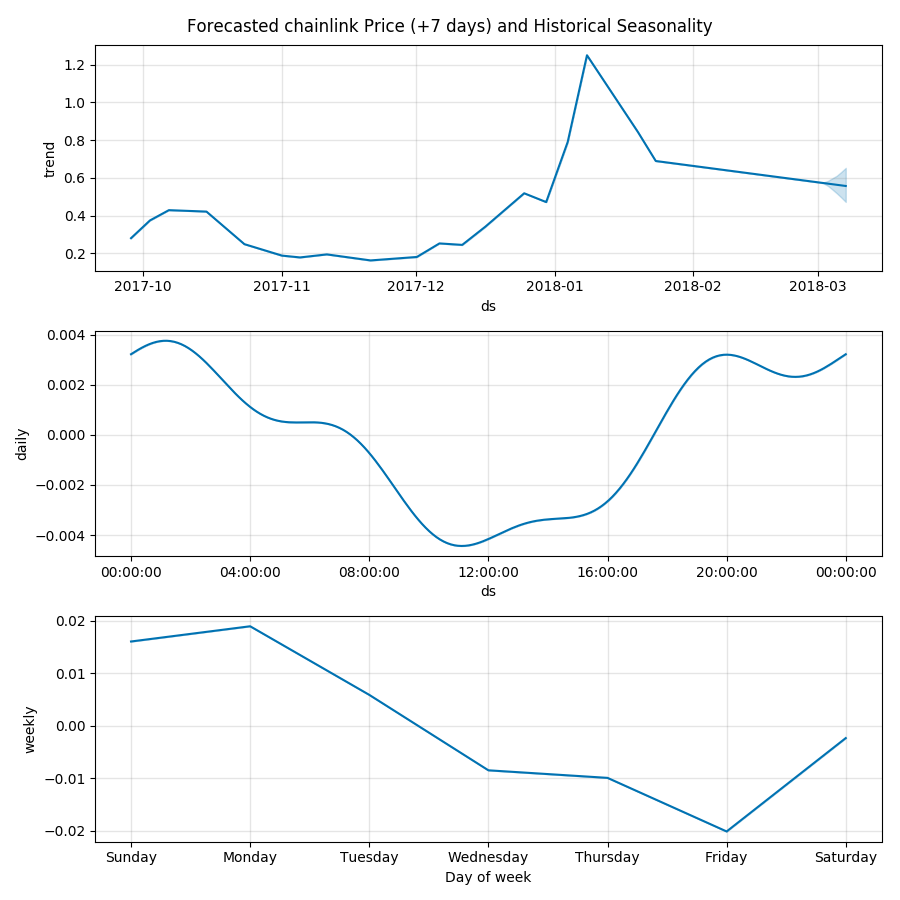 Forecasted chainlink Price (+7 days) and Historical Seasonality
1.2
1.0
0.8
0.6
0.4
0.2
trend
2017-10 2017-11 2017-12 2018-01 2018-02 2018-03
ds
0.004
0.002
0.000
−0.002
−0.004
daily
00:00:00 04:00:00 08:00:00 12:00:00 16:00:00 20:00:00 00:00:00
ds
0.02
0.01
0.00
−0.01
−0.02
weekly
Sunday Monday Tuesday Wednesday Thursday Friday Saturday
Day of week